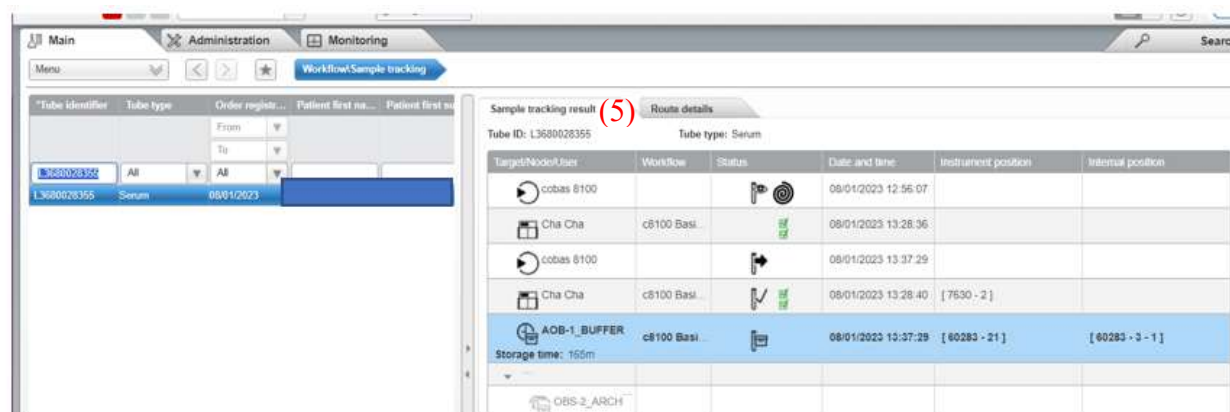 Main Administration Monitoring Searc
Menu Workflow\Sample tracking
*Tube identifier Tube type Order registr... Patient first na... Patient first su
From
To
L3680028355 All All
L3680028355 Serum 08/01/2023
Sample tracking result (5) Route details
Tube ID: L3680028355 Tube type: Serum
Target/Node/User Workflow Status Date and time Instrument position Internal position
cobas 8100 08/01/2023 12:56:07
Cha Cha c8100 Basi... 08/01/2023 13:28:36
cobas 8100 08/01/2023 13:37:29
Cha Cha c8100 Basi... 08/01/2023 13:28:40 [ 7630 - 2 ]
AOB-1_BUFFER c8100 Basi... 08/01/2023 13:37:29 [ 60283 - 21 ] [ 60283 - 3 - 1 ]
Storage time: 165m
OBS-2_ARCH